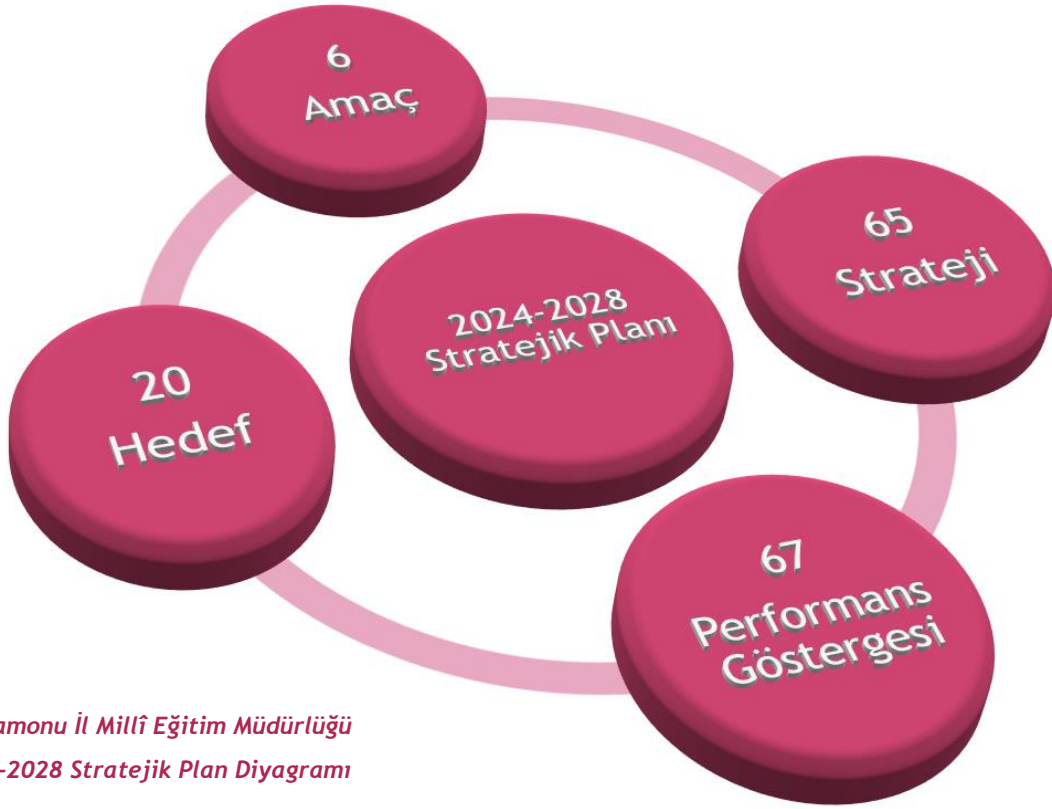 6
Amaç
65
Strateji
2024-2028
Stratejik Planı
20
Hedef
67
Performans
Göstergesi
amonu İl Millî Eğitim Müdürlüğü
-2028 Stratejik Plan Diyagramı